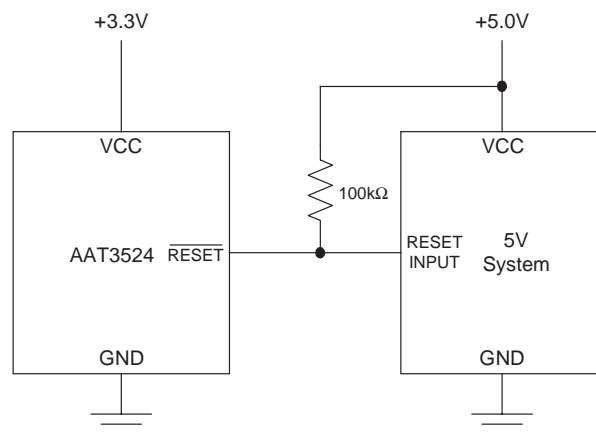 +3.3V
+5.0V
VCC
VCC
100kΩ
AAT3524
RESET
RESET
INPUT
5V
System
GND
GND